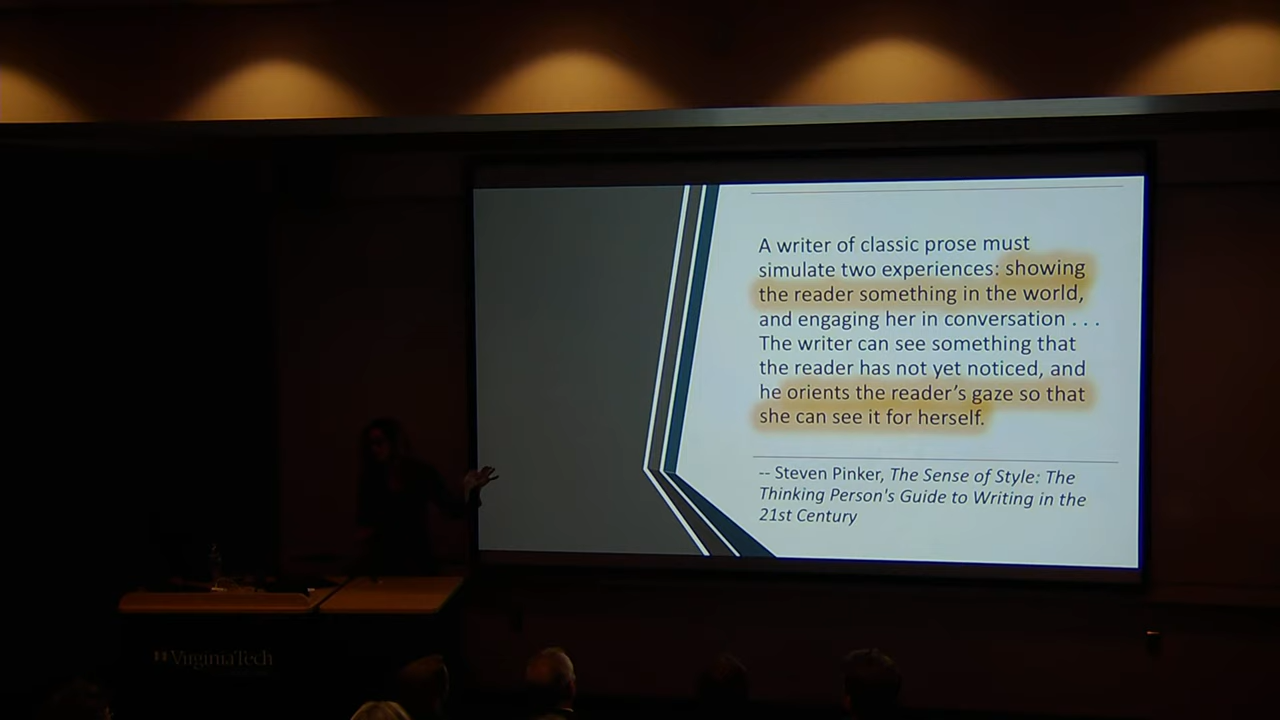 A writer of classic prose must
simulate two experiences: showing
the reader something in the world,
and engaging her in conversation . . .
The writer can see something that
the reader has not yet noticed, and
he orients the reader's gaze so that
she can see it for herself.
-- Steven Pinker, The Sense of Style: The
Thinking Person's Guide to Writing in the
21st Century
VirginiaTech